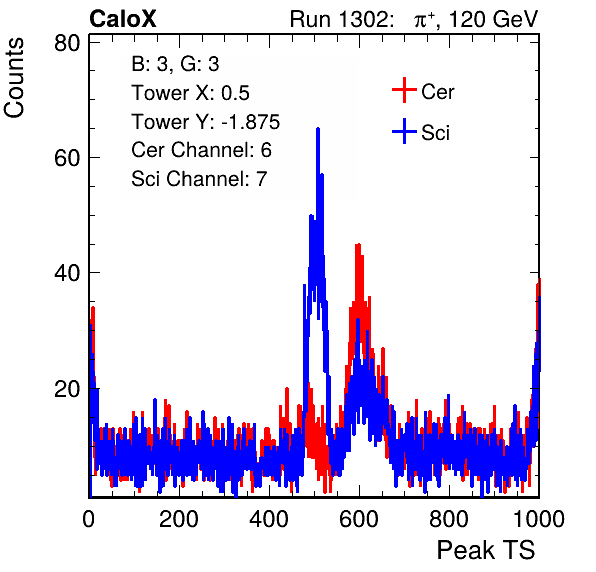 CaloX Run 1302: π⁺, 120 GeV
Counts
80
60
40
20
B: 3, G: 3
Tower X: 0.5
Tower Y: -1.875
Cer Channel: 6
Sci Channel: 7
Cer
Sci
0 200 400 600 800 1000
Peak TS